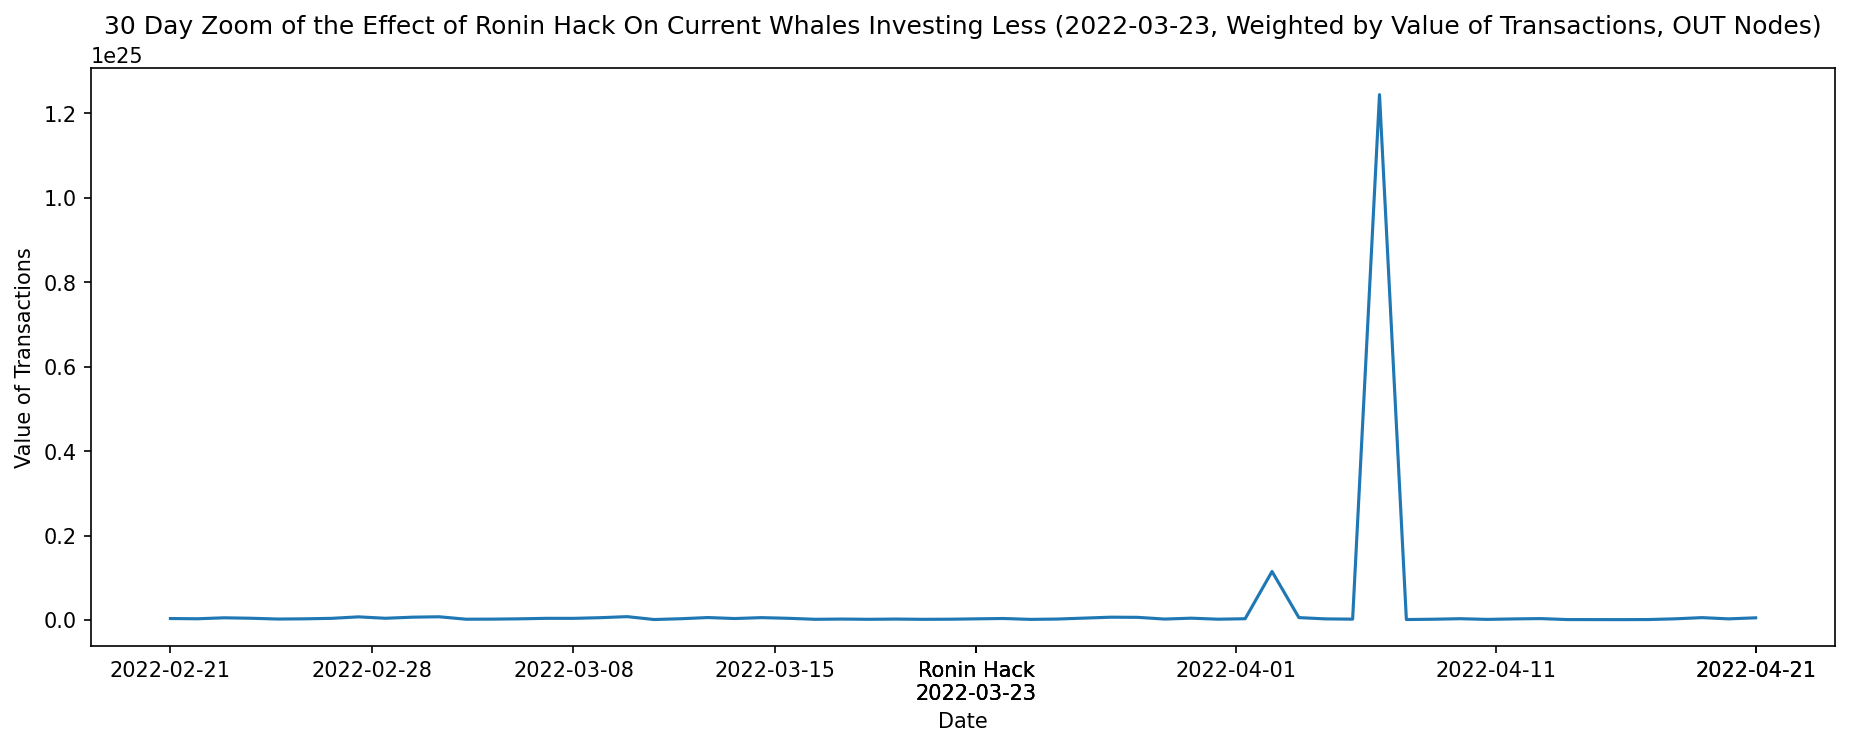 30 Day Zoom of the Effect of Ronin Hack On Current Whales Investing Less (2022-03-23, Weighted by Value of Transactions, OUT Nodes)
1e25
1.2
1.0
0.8
0.6
0.4
0.2
0.0
Value of Transactions
2022-02-21 2022-02-28 2022-03-08 2022-03-15 Ronin Hack 2022-04-01 2022-04-11 2022-04-21
2022-03-23
Date